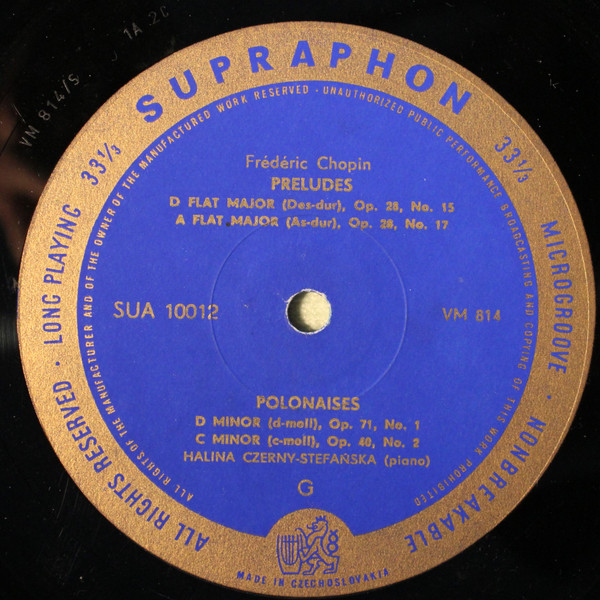 SUPRAPHON
33⅓
33⅓
LONG PLAYING
MICROGROOVE · NONBREAKABLE
ALL RIGHTS RESERVED ·
ALL RIGHTS OF THE MANUFACTURER AND OF THE OWNER OF THE MANUFACTURED WORK RESERVED · UNAUTHORIZED PUBLIC PERFORMANCE BROADCASTING AND COPYING OF THIS WORK PROHIBITED
Frédéric Chopin
PRELUDES
D FLAT MAJOR (Des-dur), Op. 28, No. 15
A FLAT MAJOR (As-dur), Op. 28, No. 17
SUA 10012
VM 814
POLONAISES
D MINOR (d-moll), Op. 71, No. 1
C MINOR (c-moll), Op. 40, No. 2
HALINA CZERNY-STEFAŃSKA (piano)
G
MADE IN CZECHOSLOVAKIA
VM 814/5
1A 2C